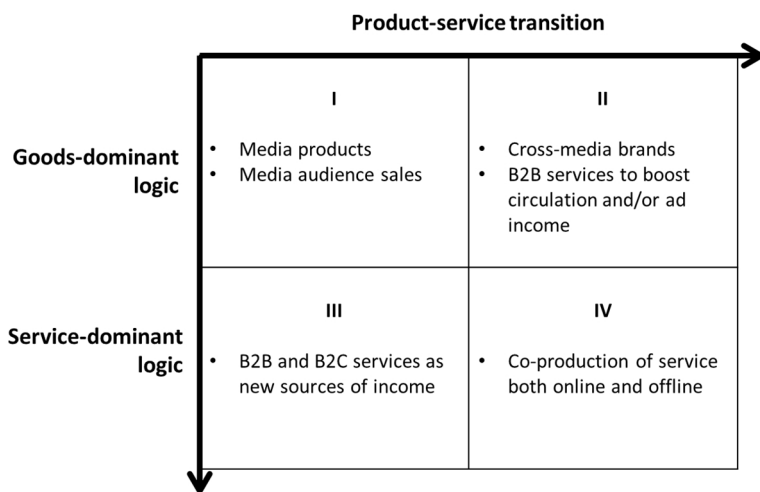 Product-service transition
Goods-dominant
logic
I
• Media products
• Media audience sales
II
• Cross-media brands
• B2B services to boost
circulation and/or ad
income
Service-dominant
logic
III
• B2B and B2C services as
new sources of income
IV
• Co-production of service
both online and offline